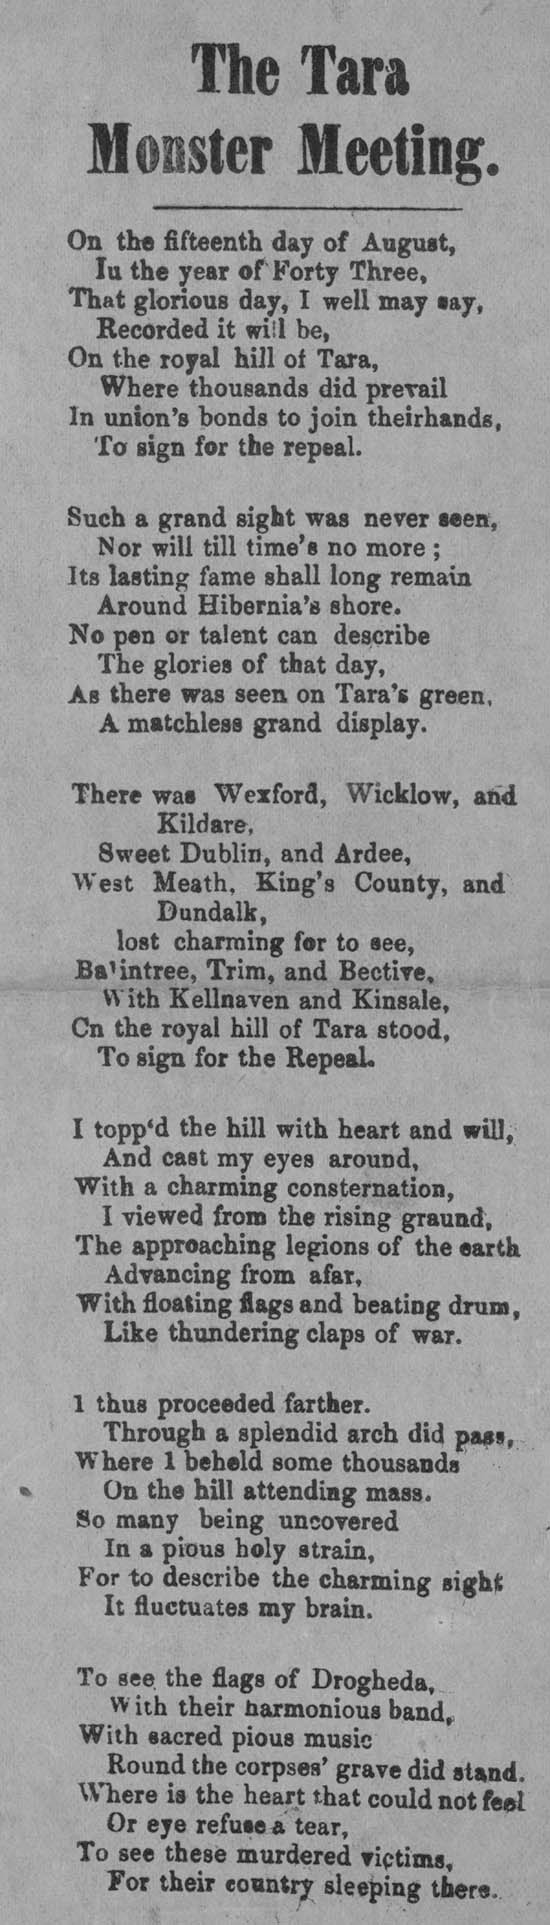 The Tara
Monster Meeting.
On the fifteenth day of August,
Iu the year of Forty Three,
That glorious day, I well may say,
Recorded it will be,
On the royal hill of Tara,
Where thousands did prevail
In union's bonds to join theirhands,
To sign for the repeal.
Such a grand sight was never seen,
Nor will till time's no more ;
Its lasting fame shall long remain
Around Hibernia's shore.
No pen or talent can describe
The glories of that day,
As there was seen on Tara's green,
A matchless grand display.
There was Wexford, Wicklow, and
Kildare,
Sweet Dublin, and Ardee,
West Meath, King's County, and
Dundalk,
lost charming for to see,
Ba'intree, Trim, and Bective,
With Kellnaven and Kinsale,
Cn the royal hill of Tara stood,
To sign for the Repeal.
I topp'd the hill with heart and will,
And cast my eyes around,
With a charming consternation,
I viewed from the rising graund,
The approaching legions of the earth
Advancing from afar,
With floating flags and beating drum,
Like thundering claps of war.
1 thus proceeded farther.
Through a splendid arch did pass,
Where 1 beheld some thousands
On the hill attending mass.
So many being uncovered
In a pious holy strain,
For to describe the charming sight
It fluctuates my brain.
To see the flags of Drogheda,
With their harmonious band,
With sacred pious music
Round the corpses' grave did stand.
Where is the heart that could not feel
Or eye refuse a tear,
To see these murdered victims,
For their country sleeping there.